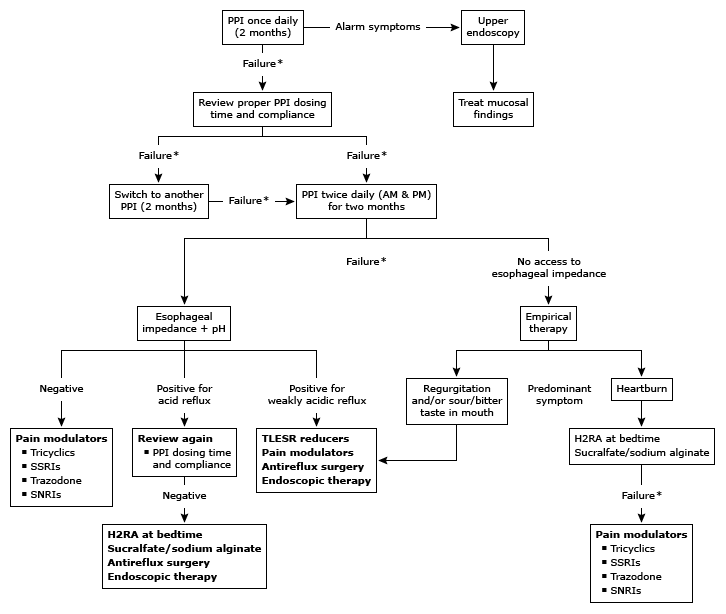 PPI once daily
(2 months)
Alarm symptoms
Upper
endoscopy
Failure*
Review proper PPI dosing
time and compliance
Treat mucosal
findings
Failure*
Failure*
Switch to another
PPI (2 months)
Failure*
PPI twice daily (AM & PM)
for two months
Failure*
No access to
esophageal impedance
Esophageal
impedance + pH
Empirical
therapy
Negative
Positive for
acid reflux
Positive for
weakly acidic reflux
Regurgitation
and/or sour/bitter
taste in mouth
Predominant
symptom
Heartburn
Pain modulators
▪ Tricyclics
▪ SSRIs
▪ Trazodone
▪ SNRIs
Review again
▪ PPI dosing time
and compliance
TLESR reducers
Pain modulators
Antireflux surgery
Endoscopic therapy
H2RA at bedtime
Sucralfate/sodium alginate
Negative
Failure*
H2RA at bedtime
Sucralfate/sodium alginate
Antireflux surgery
Endoscopic therapy
Pain modulators
▪ Tricyclics
▪ SSRIs
▪ Trazodone
▪ SNRIs